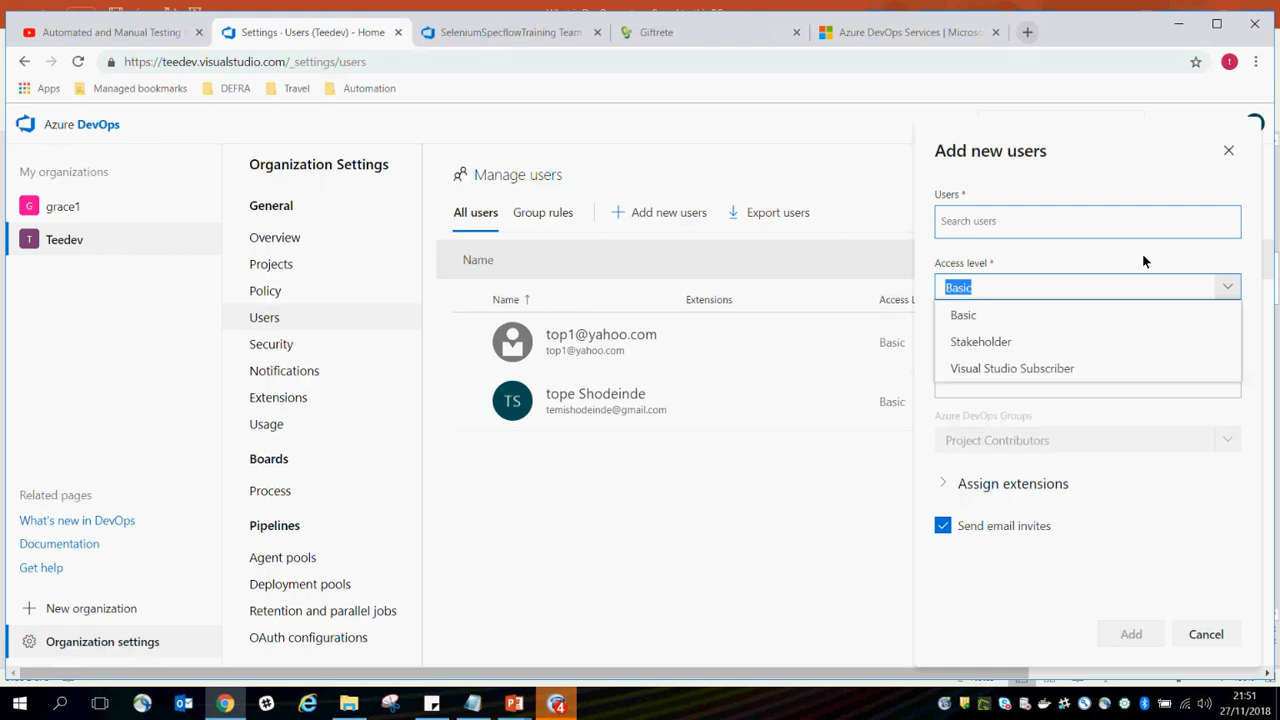 Automated and Manual Testing
Settings · Users (Teedev) - Home
SeleniumSpecflowTraining Team
Giftrete
Azure DevOps Services | Micros
https://teedev.visualstudio.com/_settings/users
t
Apps
Managed bookmarks
DEFRA
Travel
Automation
Azure DevOps
My organizations
G
grace1
T
Teedev
Related pages
What's new in DevOps
Documentation
Get help
New organization
Organization settings
Organization Settings
General
Overview
Projects
Policy
Users
Security
Notifications
Extensions
Usage
Boards
Process
Pipelines
Agent pools
Deployment pools
Retention and parallel jobs
OAuth configurations
Manage users
All users
Group rules
Add new users
Export users
Name
Name ↑
Extensions
Access L
top1@yahoo.com
top1@yahoo.com
Basic
TS
tope Shodeinde
temishodeinde@gmail.com
Basic
Add new users
Users *
Search users
Access level *
Basic
Basic
Stakeholder
Visual Studio Subscriber
Azure DevOps Groups
Project Contributors
Assign extensions
Send email invites
Add
Cancel
21:51
27/11/2018